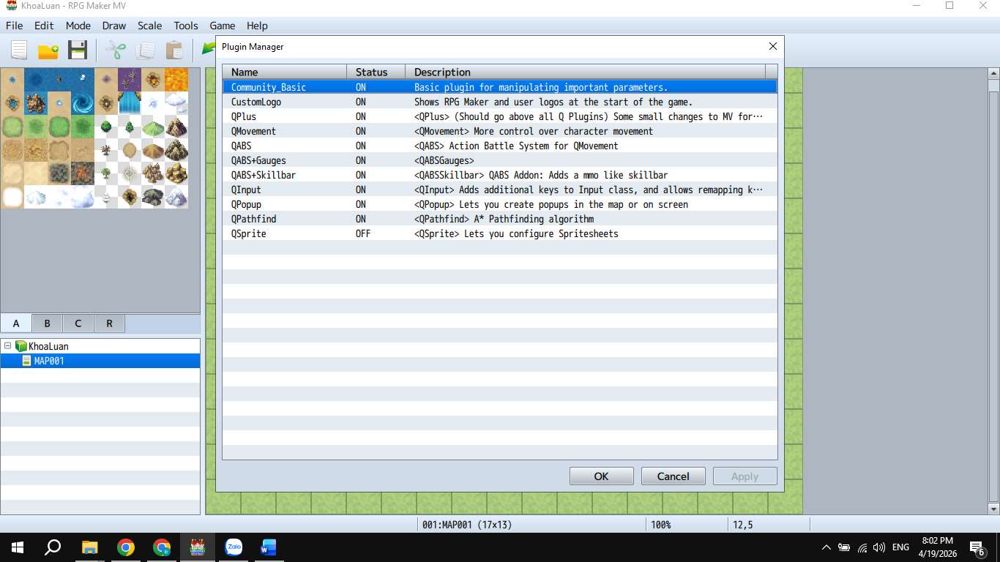 KhoaLuan - RPG Maker MV
File Edit Mode Draw Scale Tools Game Help
Plugin Manager
Name Status Description
Community_Basic ON Basic plugin for manipulating important parameters.
CustomLogo ON Shows RPG Maker and user logos at the start of the game.
QPlus ON <QPlus> (Should go above all Q Plugins) Some small changes to MV for…
QMovement ON <QMovement> More control over character movement
QABS ON <QABS> Action Battle System for QMovement
QABS+Gauges ON <QABSGauges>
QABS+Skillbar ON <QABSSkillbar> QABS Addon: Adds a mmo like skillbar
QInput ON <QInput> Adds additional keys to Input class, and allows remapping k…
QPopup ON <QPopup> Lets you create popups in the map or on screen
QPathfind ON <QPathfind> A* Pathfinding algorithm
QSprite OFF <QSprite> Lets you configure Spritesheets
A B C R
KhoaLuan
MAP001
OK Cancel Apply
001:MAP001 (17×13) 100% 12,5
Zalo
W
ENG
8:02 PM
4/19/2026
6